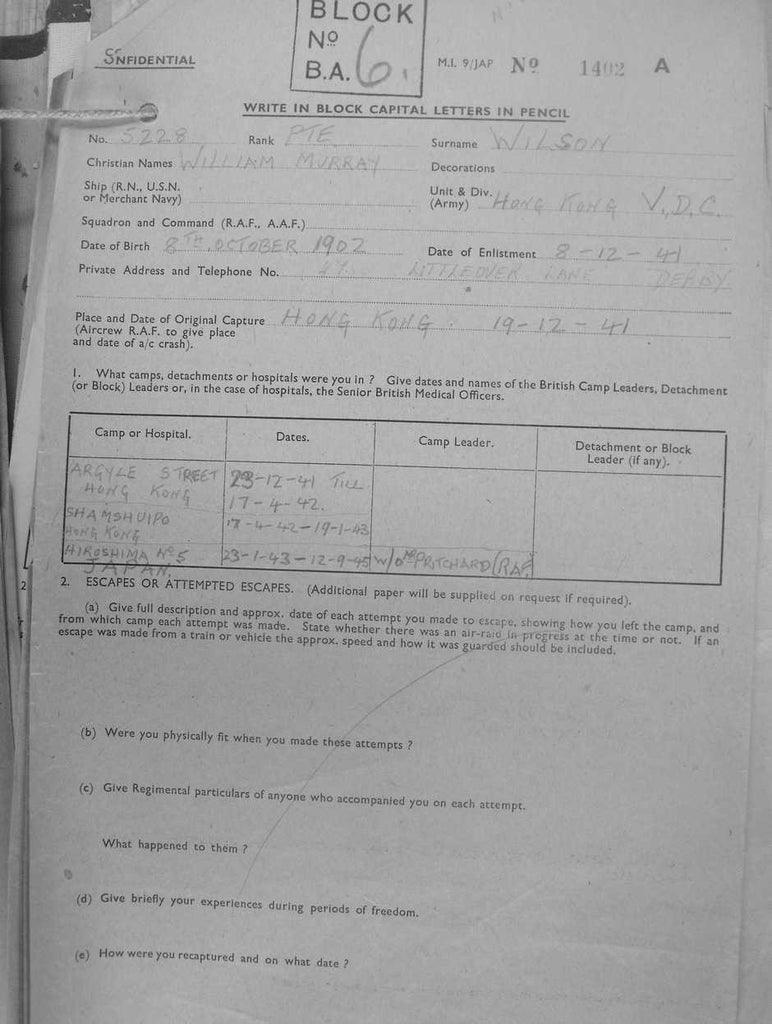 BLOCK
Nº
B.A. 6.
CONFIDENTIAL
M.I. 9/JAP Nº 1402 A
WRITE IN BLOCK CAPITAL LETTERS IN PENCIL
No. 5228 Rank PTE Surname WILSON
Christian Names WILLIAM MURRAY Decorations
Ship (R.N., U.S.N. or Merchant Navy)
Unit & Div. (Army) HONG KONG V.D.C.
Squadron and Command (R.A.F., A.A.F.)
Date of Birth 8TH OCTOBER 1902 Date of Enlistment 8-12-41
Private Address and Telephone No. LITTLEOVER LANE DERBY
Place and Date of Original Capture HONG KONG. 19-12-41
(Aircrew R.A.F. to give place
and date of a/c crash).
1. What camps, detachments or hospitals were you in ? Give dates and names of the British Camp Leaders, Detachment
(or Block) Leaders or, in the case of hospitals, the Senior British Medical Officers.
Camp or Hospital. Dates. Camp Leader. Detachment or Block Leader (if any).
ARGYLE STREET 23-12-41 TILL
HONG KONG 17-4-42.
SHAMSHUIPO
HONG KONG 17-4-42-19-1-43
HIROSHIMA Nº 5 23-1-43-12-9-45 W/O PRITCHARD (RAF)
JAPAN
2. ESCAPES OR ATTEMPTED ESCAPES. (Additional paper will be supplied on request if required).
(a) Give full description and approx. date of each attempt you made to escape, showing how you left the camp, and
from which camp each attempt was made. State whether there was an air-raid in progress at the time or not. If an
escape was made from a train or vehicle the approx. speed and how it was guarded should be included.
(b) Were you physically fit when you made these attempts ?
(c) Give Regimental particulars of anyone who accompanied you on each attempt.
What happened to them ?
(d) Give briefly your experiences during periods of freedom.
(e) How were you recaptured and on what date ?
2